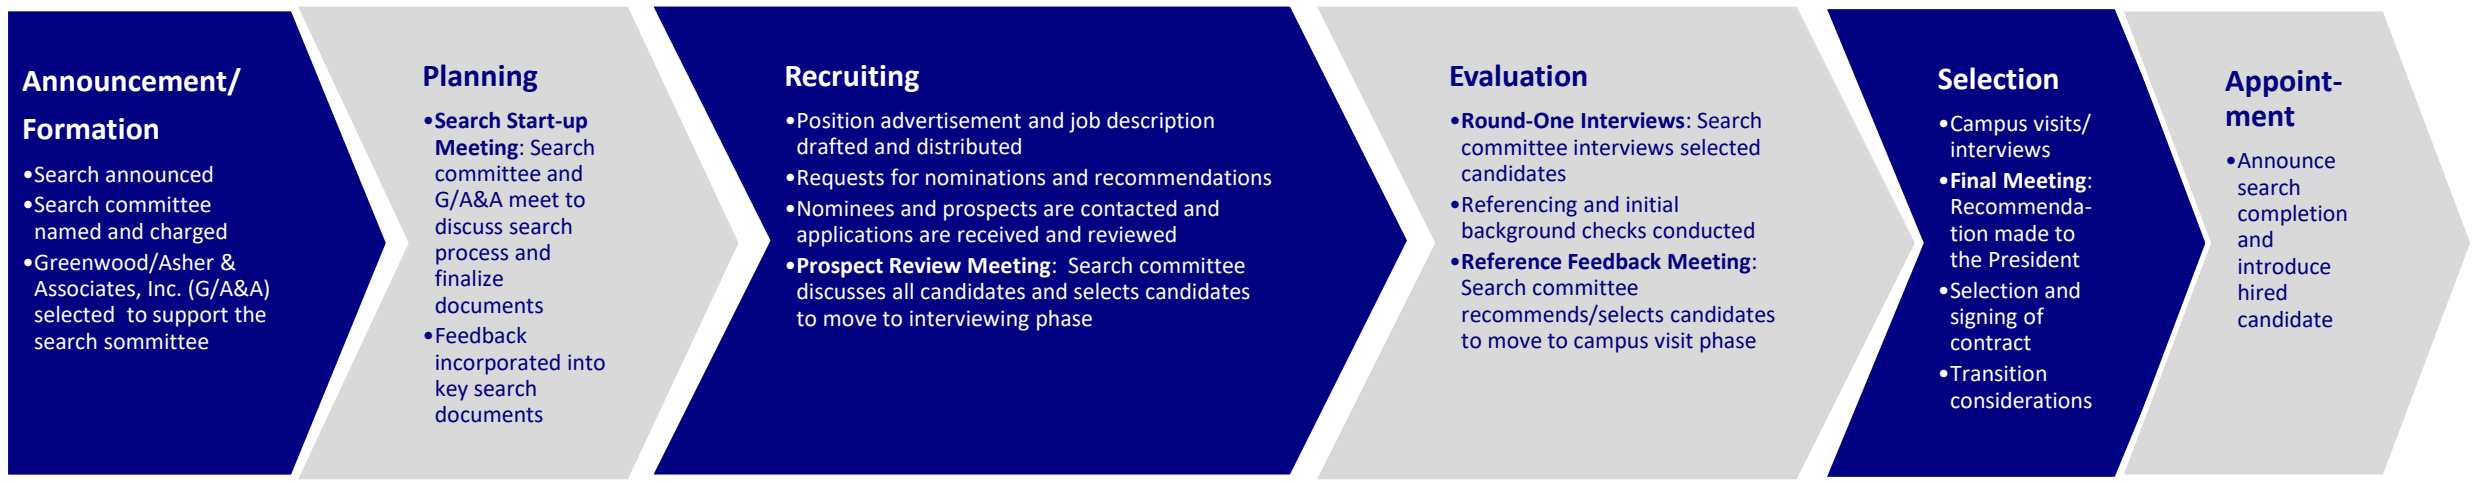 Announcement/
Formation
•Search announced
•Search committee
named and charged
•Greenwood/Asher &
Associates, Inc. (G/A&A)
selected  to support the
search sommittee
Planning
•Search Start-up
Meeting: Search
committee and
G/A&A meet to
discuss search
process and
finalize
documents
•Feedback
incorporated into
key search
documents
Recruiting
•Position advertisement and job description
drafted and distributed
•Requests for nominations and recommendations
•Nominees and prospects are contacted and
applications are received and reviewed
•Prospect Review Meeting:  Search committee
discusses all candidates and selects candidates
to move to interviewing phase
Evaluation
•Round-One Interviews: Search
committee interviews selected
candidates
•Referencing and initial
background checks conducted
•Reference Feedback Meeting:
Search committee
recommends/selects candidates
to move to campus visit phase
Selection
•Campus visits/
interviews
•Final Meeting:
Recommenda-
tion made to
the President
•Selection and
signing of
contract
•Transition
considerations
Appoint-
ment
•Announce
search
completion
and
introduce
hired
candidate